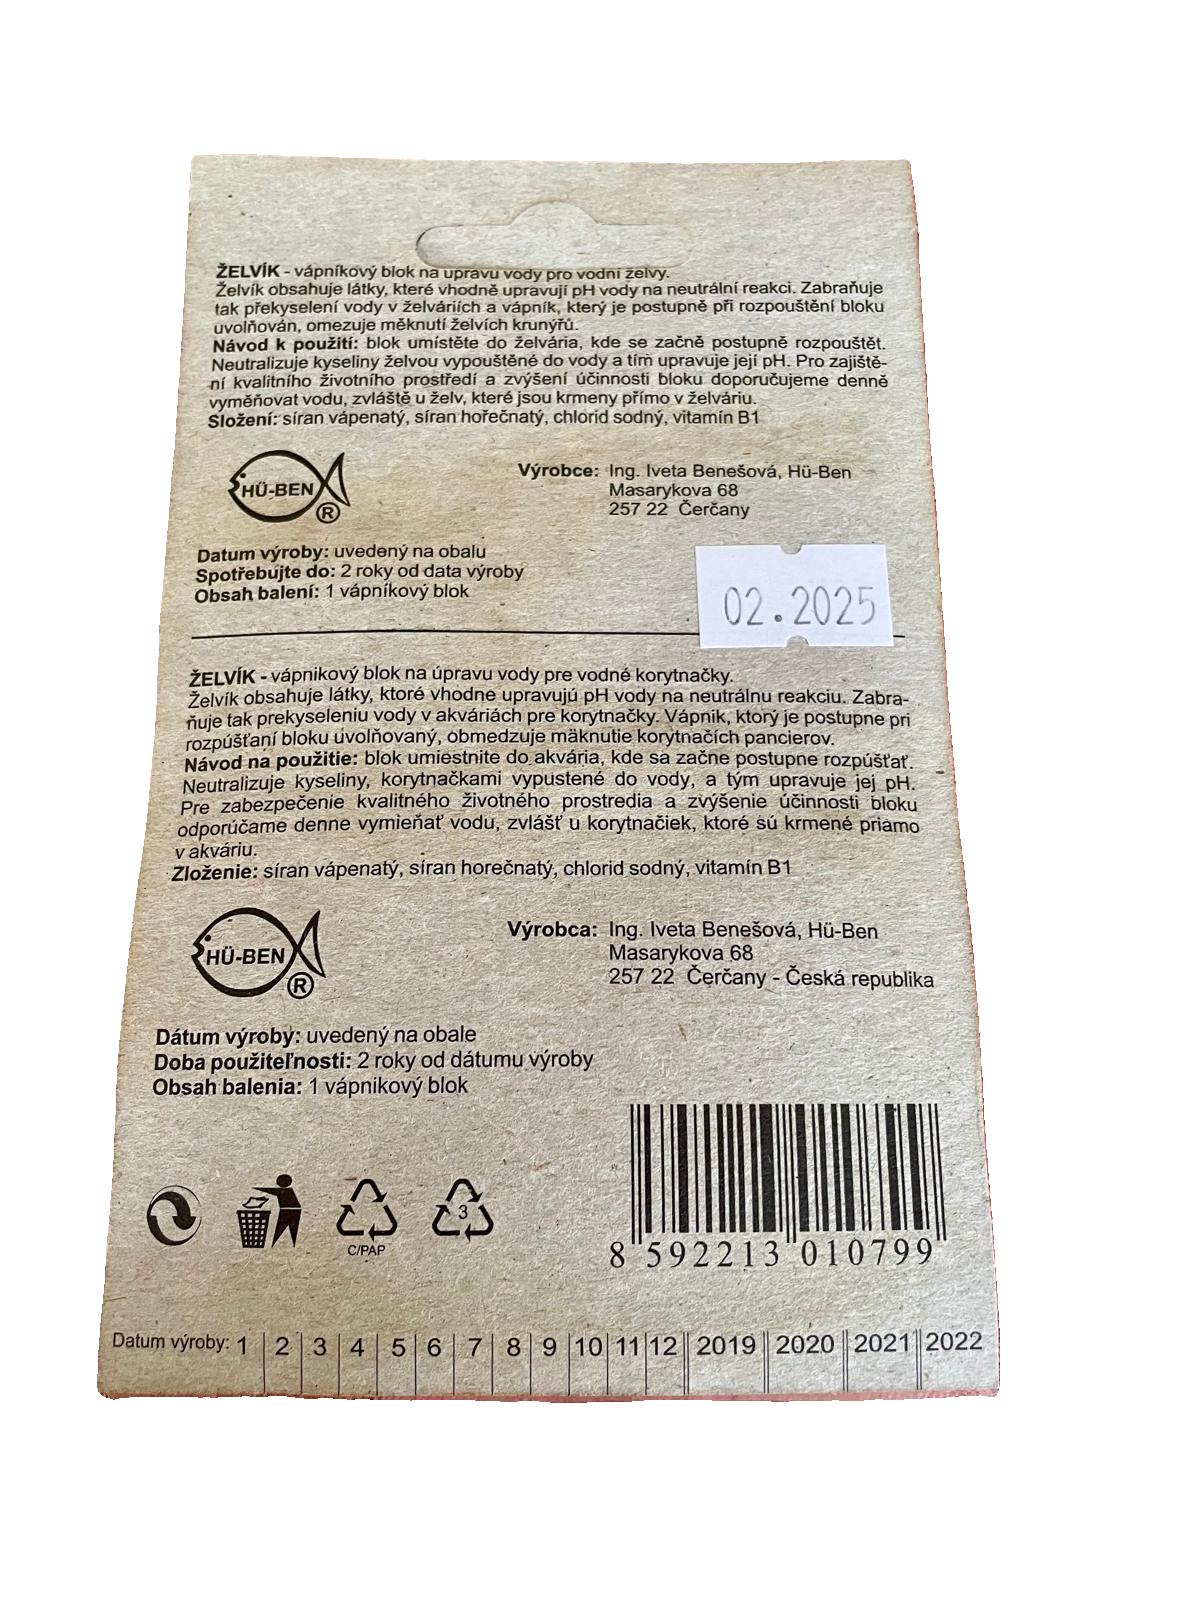 ŽELVÍK - vápníkový blok na úpravu vody pro vodní želvy.
Želvík obsahuje látky, které vhodně upravují pH vody na neutrální reakci. Zabraňuje
tak překyselení vody v želváriích a vápník, který je postupně při rozpouštění bloku
uvolňován, omezuje měknutí želvích krunýřů.
Návod k použití: blok umístěte do želvária, kde se začně postupně rozpouštět.
Neutralizuje kyseliny želvou vypouštěné do vody a tím upravuje její pH. Pro zajiště-
ní kvalitního životního prostředí a zvýšení účinnosti bloku doporučujeme denně
vyměňovat vodu, zvláště u želv, které jsou krmeny přímo v želváriu.
Složení: síran vápenatý, síran hořečnatý, chlorid sodný, vitamín B1
HÜ-BEN
®
Výrobce: Ing. Iveta Benešová, Hü-Ben
Masarykova 68
257 22 Čerčany
Datum výroby: uvedený na obalu
Spotřebujte do: 2 roky od data výroby
Obsah balení: 1 vápníkový blok
02.2025
ŽELVÍK - vápnikový blok na úpravu vody pre vodné korytnačky.
Želvík obsahuje látky, ktoré vhodne upravujú pH vody na neutrálnu reakciu. Zabra-
ňuje tak prekyseleniu vody v akváriách pre korytnačky. Vápnik, ktorý je postupne pri
rozpúšťaní bloku uvolňovaný, obmedzuje mäknutie korytnačích pancierov.
Návod na použitie: blok umiestnite do akvária, kde sa začne postupne rozpúšťať.
Neutralizuje kyseliny, korytnačkami vypustené do vody, a tým upravuje jej pH.
Pre zabezpečenie kvalitného životného prostredia a zvýšenie účinnosti bloku
odporúčame denne vymieňať vodu, zvlášť u korytnačiek, ktoré sú krmené priamo
v akváriu.
Zloženie: síran vápenatý, síran horečnatý, chlorid sodný, vitamín B1
HÜ-BEN
®
Výrobca: Ing. Iveta Benešová, Hü-Ben
Masarykova 68
257 22 Čerčany - Česká republika
Dátum výroby: uvedený na obale
Doba použiteľnosti: 2 roky od dátumu výroby
Obsah balenia: 1 vápnikový blok
3
C/PAP
8 592213 010799
Datum výroby: 1 2 3 4 5 6 7 8 9 10 11 12 2019 2020 2021 2022